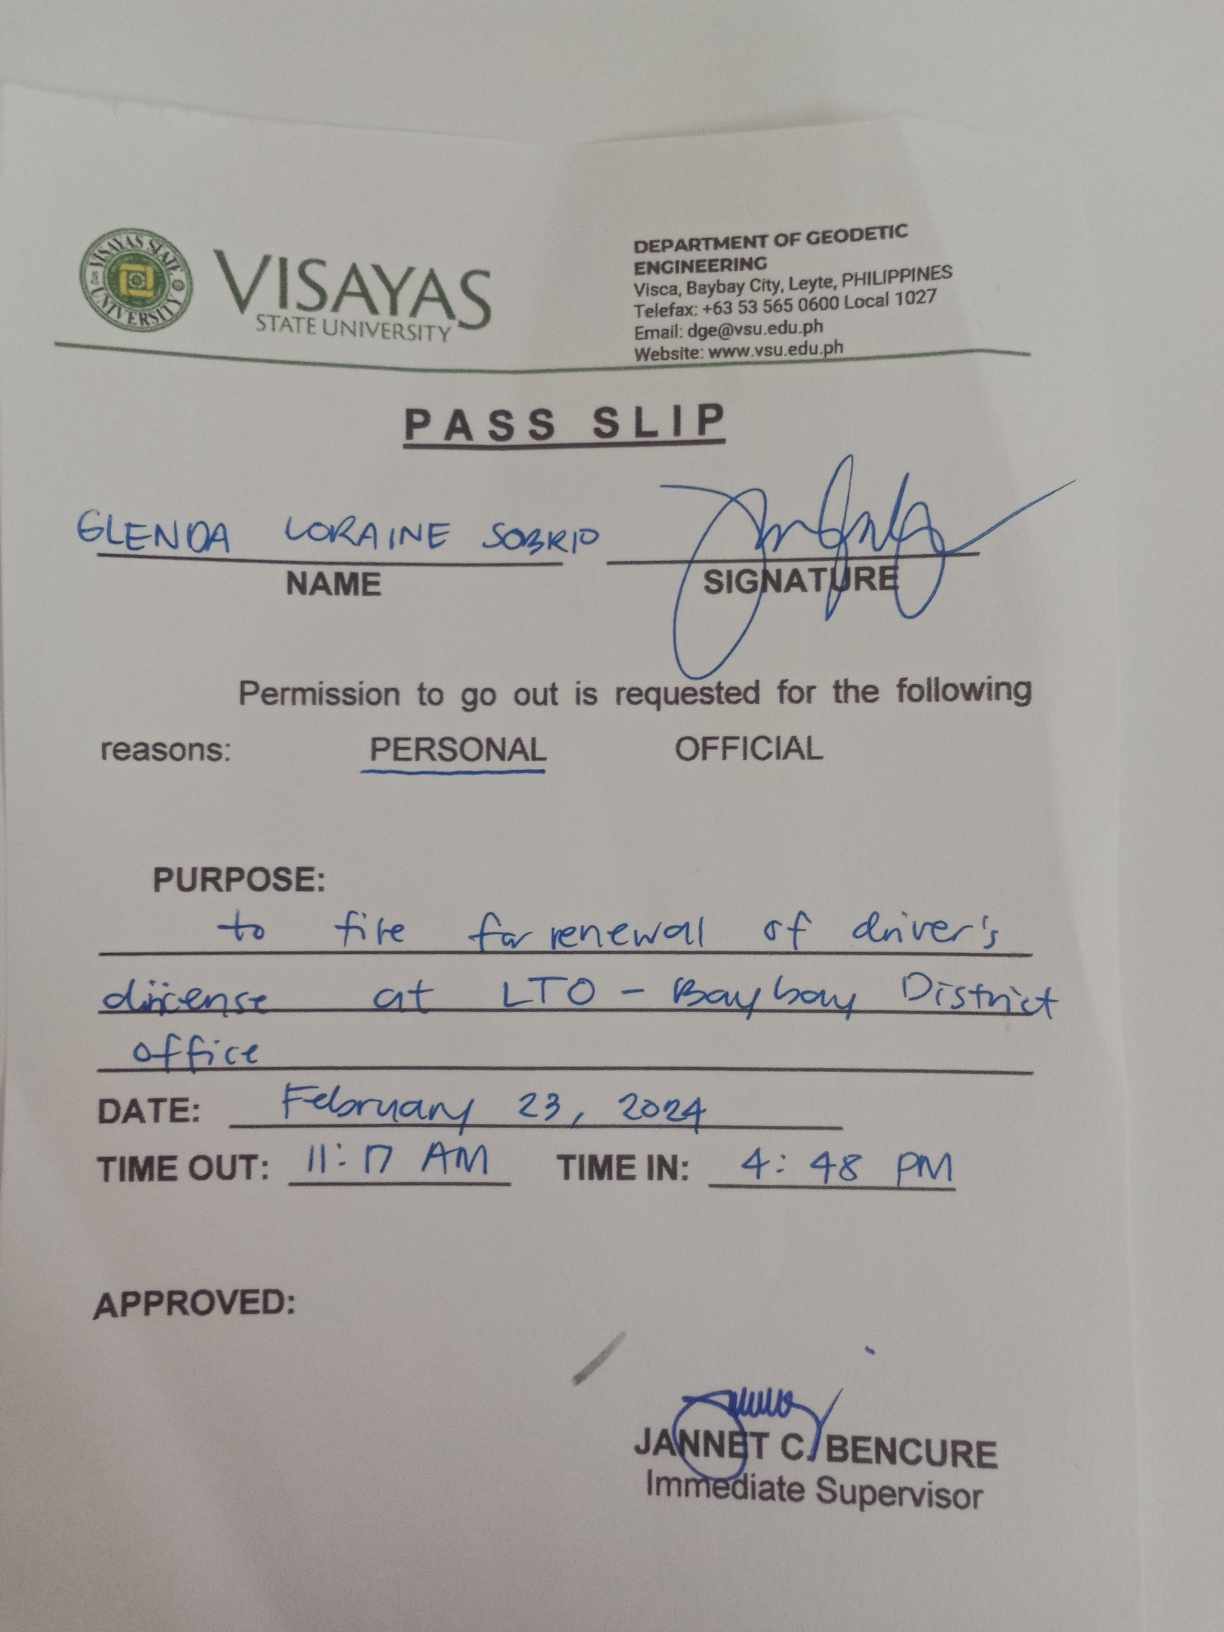 VISAYAS STATE UNIVERSITY
VISAYAS
STATE UNIVERSITY
DEPARTMENT OF GEODETIC
ENGINEERING
Visca, Baybay City, Leyte, PHILIPPINES
Telefax: +63 53 565 0600 Local 1027
Email: dge@vsu.edu.ph
Website: www.vsu.edu.ph
PASS SLIP
GLENDA LORAINE SOBRIO
NAME SIGNATURE
Permission to go out is requested for the following
reasons: PERSONAL OFFICIAL
PURPOSE:
to file for renewal of driver's
at LTO - Baybay District
office
DATE: February 23, 2024
TIME OUT: 11:17 AM TIME IN: 4:48 PM
APPROVED:
JANNET C. BENCURE
Immediate Supervisor